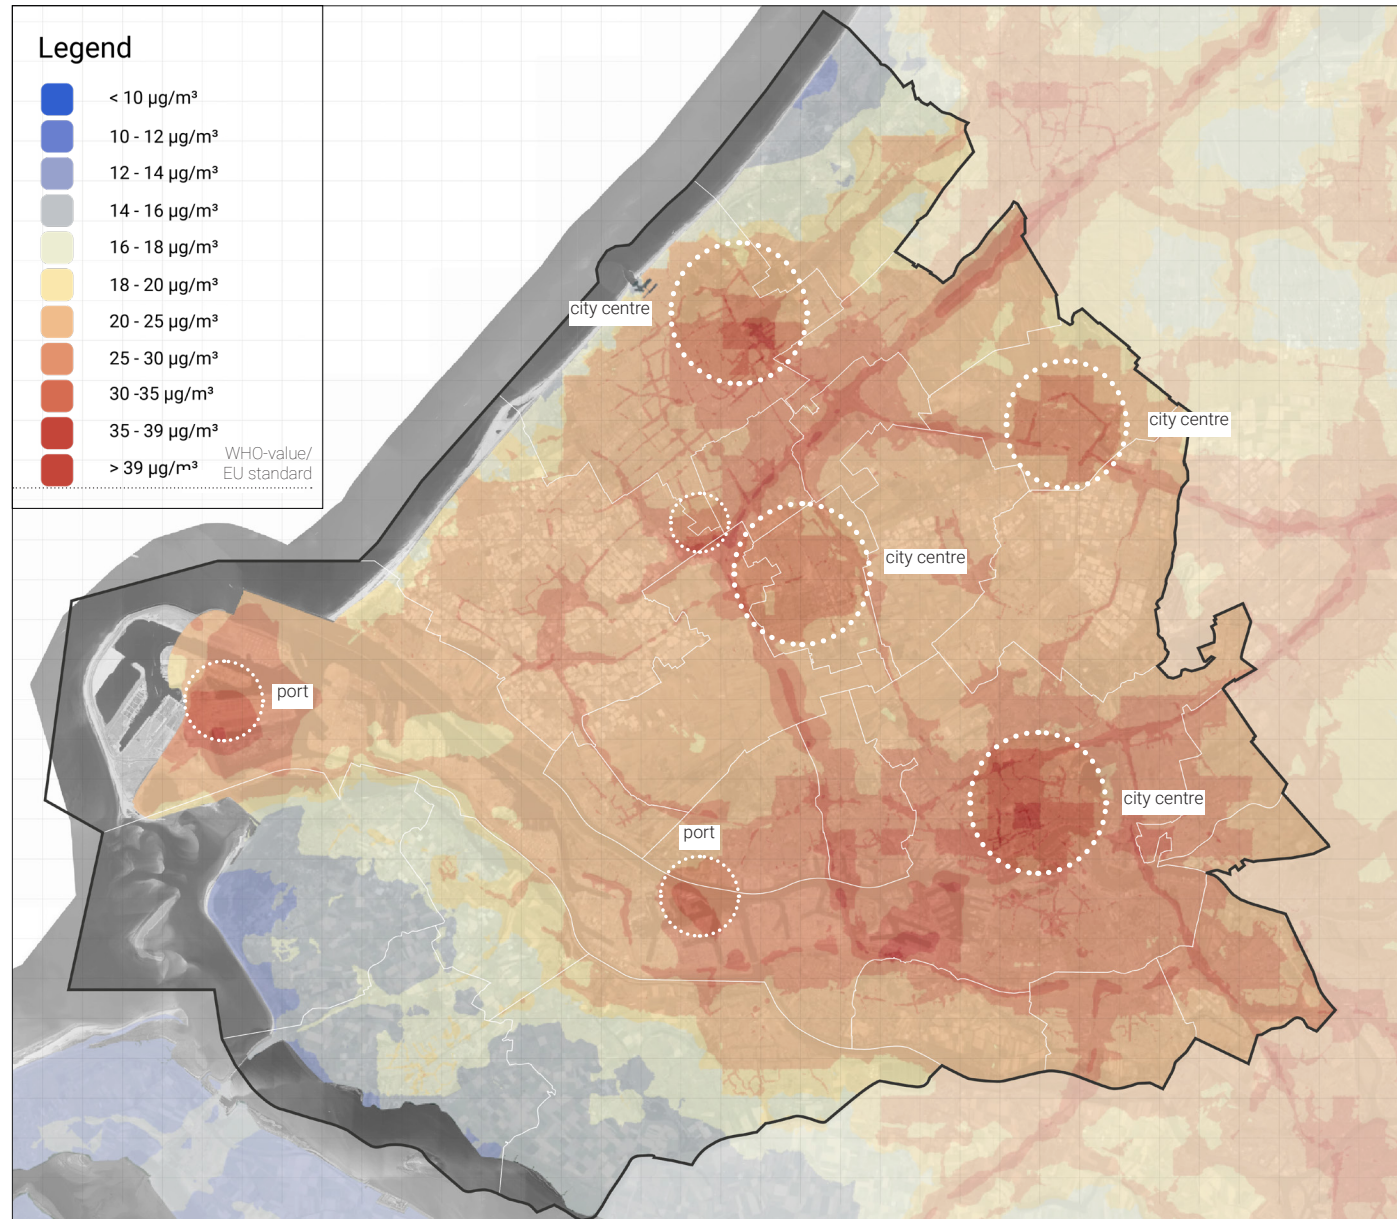 Legend
< 10 µg/m³
10 - 12 µg/m³
12 - 14 µg/m³
14 - 16 µg/m³
16 - 18 µg/m³
18 - 20 µg/m³
20 - 25 µg/m³
25 - 30 µg/m³
30 -35 µg/m³
35 - 39 µg/m³
> 39 µg/m³
WHO-value/
EU standard
city centre
city centre
city centre
port
city centre
port